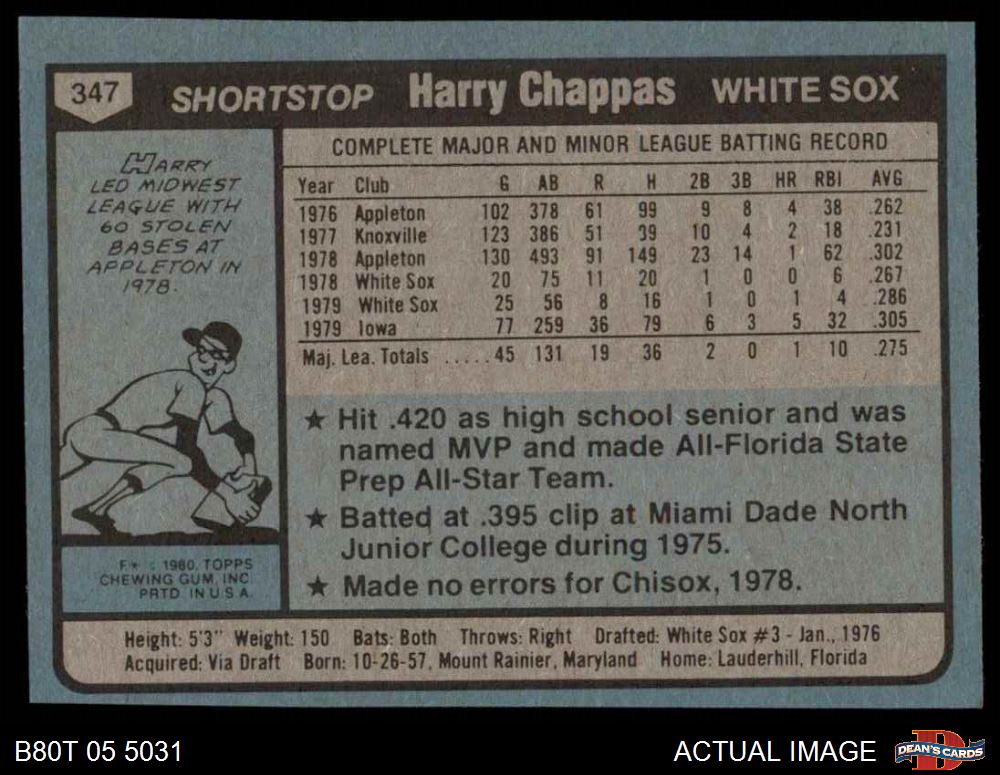 347 SHORTSTOP Harry Chappas WHITE SOX
HARRY
LED MIDWEST
LEAGUE WITH
60 STOLEN
BASES AT
APPLETON IN
1978.
COMPLETE MAJOR AND MINOR LEAGUE BATTING RECORD
Year Club G AB R H 2B 3B HR RBI AVG
1976 Appleton 102 378 61 99 9 8 4 38 .262
1977 Knoxville 123 386 51 39 10 4 2 18 .231
1978 Appleton 130 493 91 149 23 14 1 62 .302
1978 White Sox 20 75 11 20 1 0 0 6 .267
1979 White Sox 25 56 8 16 1 0 1 4 .286
1979 Iowa 77 259 36 79 6 3 5 32 .305
Maj. Lea. Totals .....45 131 19 36 2 0 1 10 .275
★ Hit .420 as high school senior and was
named MVP and made All-Florida State
Prep All-Star Team.
★ Batted at .395 clip at Miami Dade North
Junior College during 1975.
★ Made no errors for Chisox, 1978.
F* © 1980 TOPPS
CHEWING GUM, INC.
PRTD. IN U.S.A.
Height: 5'3" Weight: 150 Bats: Both Throws: Right Drafted: White Sox #3 - Jan., 1976
Acquired: Via Draft Born: 10-26-57, Mount Rainier, Maryland Home: Lauderhill, Florida
B80T 05 5031 ACTUAL IMAGE DEAN'S CARDS